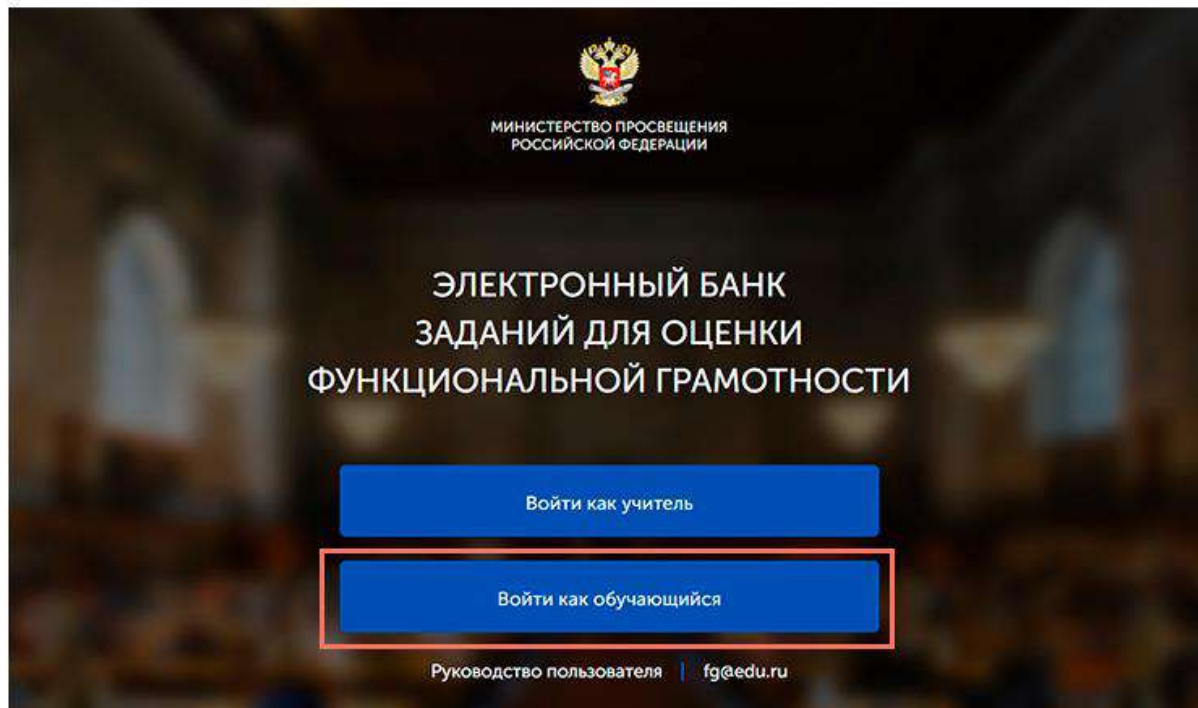 МИНИСТЕРСТВО ПРОСВЕЩЕНИЯ
РОССИЙСКОЙ ФЕДЕРАЦИИ
ЭЛЕКТРОННЫЙ БАНК
ЗАДАНИЙ ДЛЯ ОЦЕНКИ
ФУНКЦИОНАЛЬНОЙ ГРАМОТНОСТИ
Войти как учитель
Войти как обучающийся
Руководство пользователя | fg@edu.ru